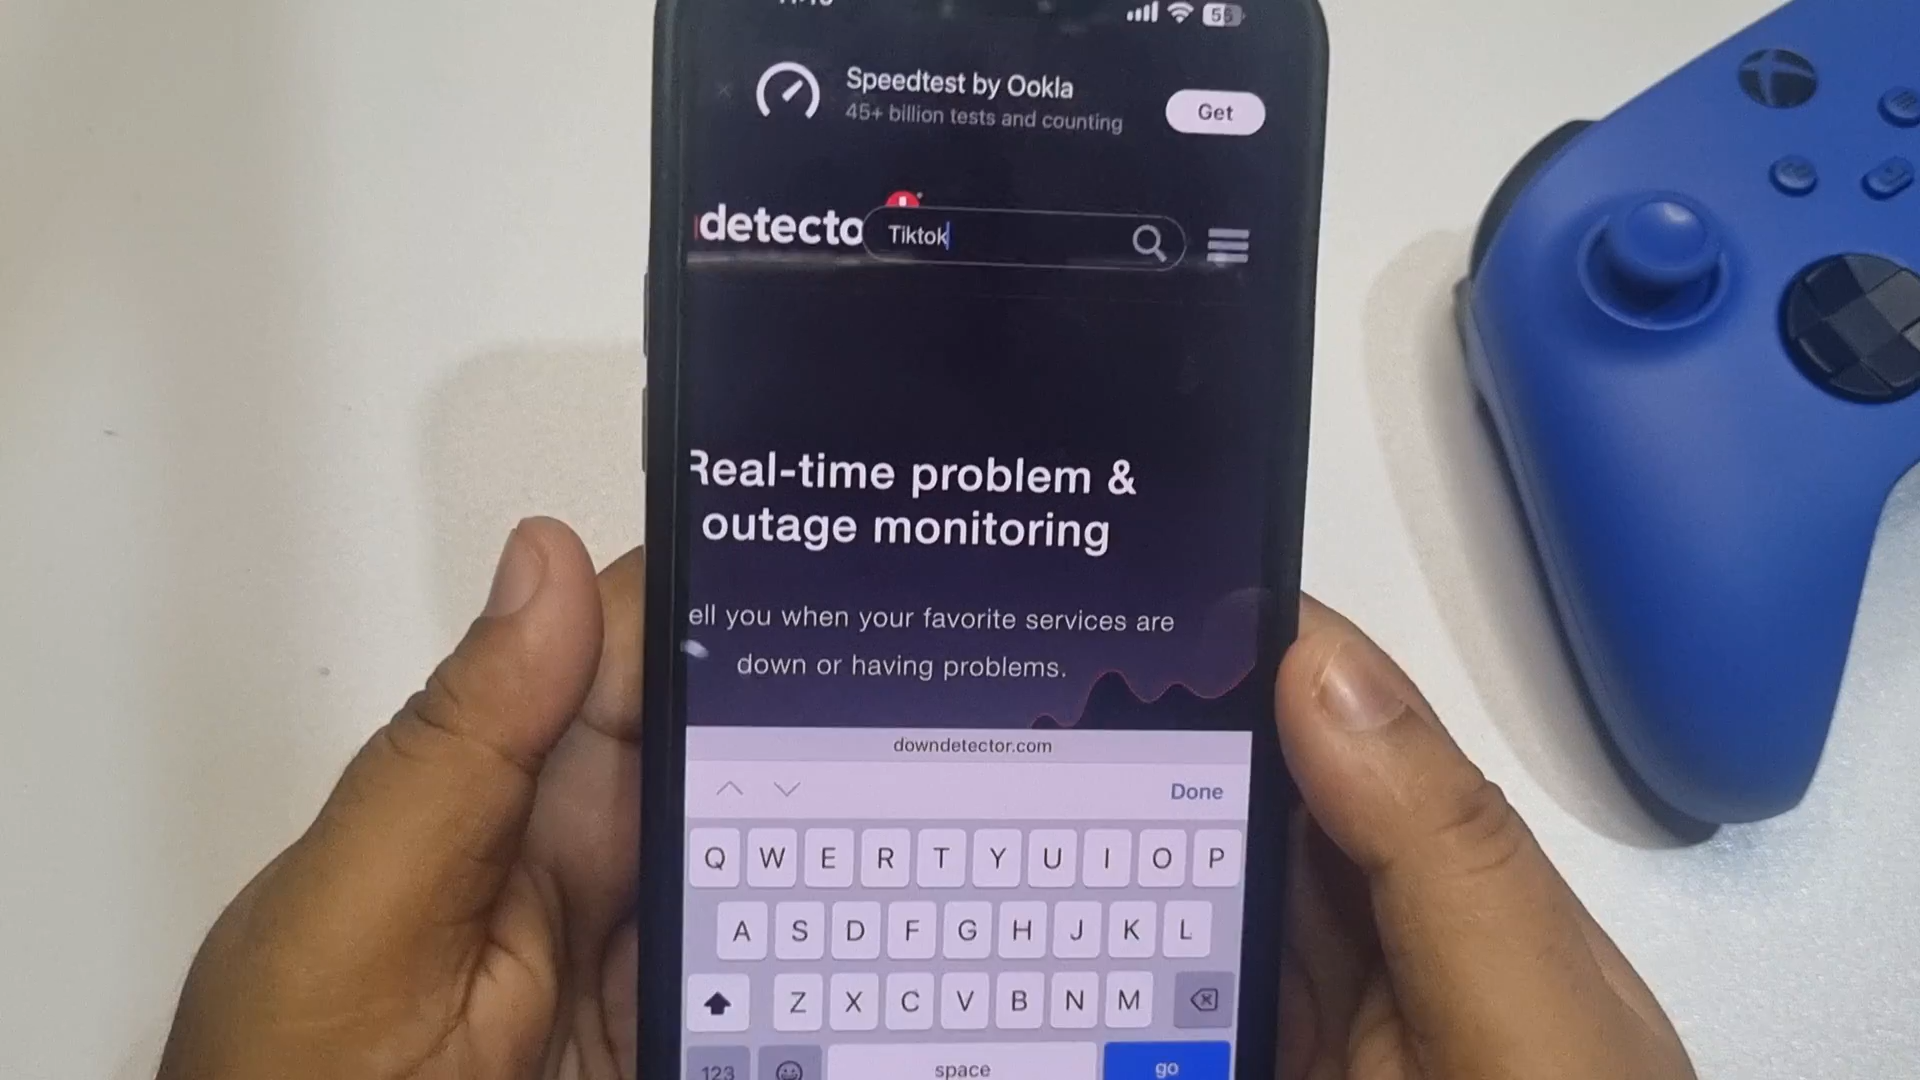 55
Speedtest by Ookla
45+ billion tests and counting
Get
detecto
Tiktok
Real-time problem &
outage monitoring
ell you when your favorite services are
down or having problems.
downdetector.com
Done
Q W E R T Y U I O P
A S D F G H J K L
Z X C V B N M
123
space
go